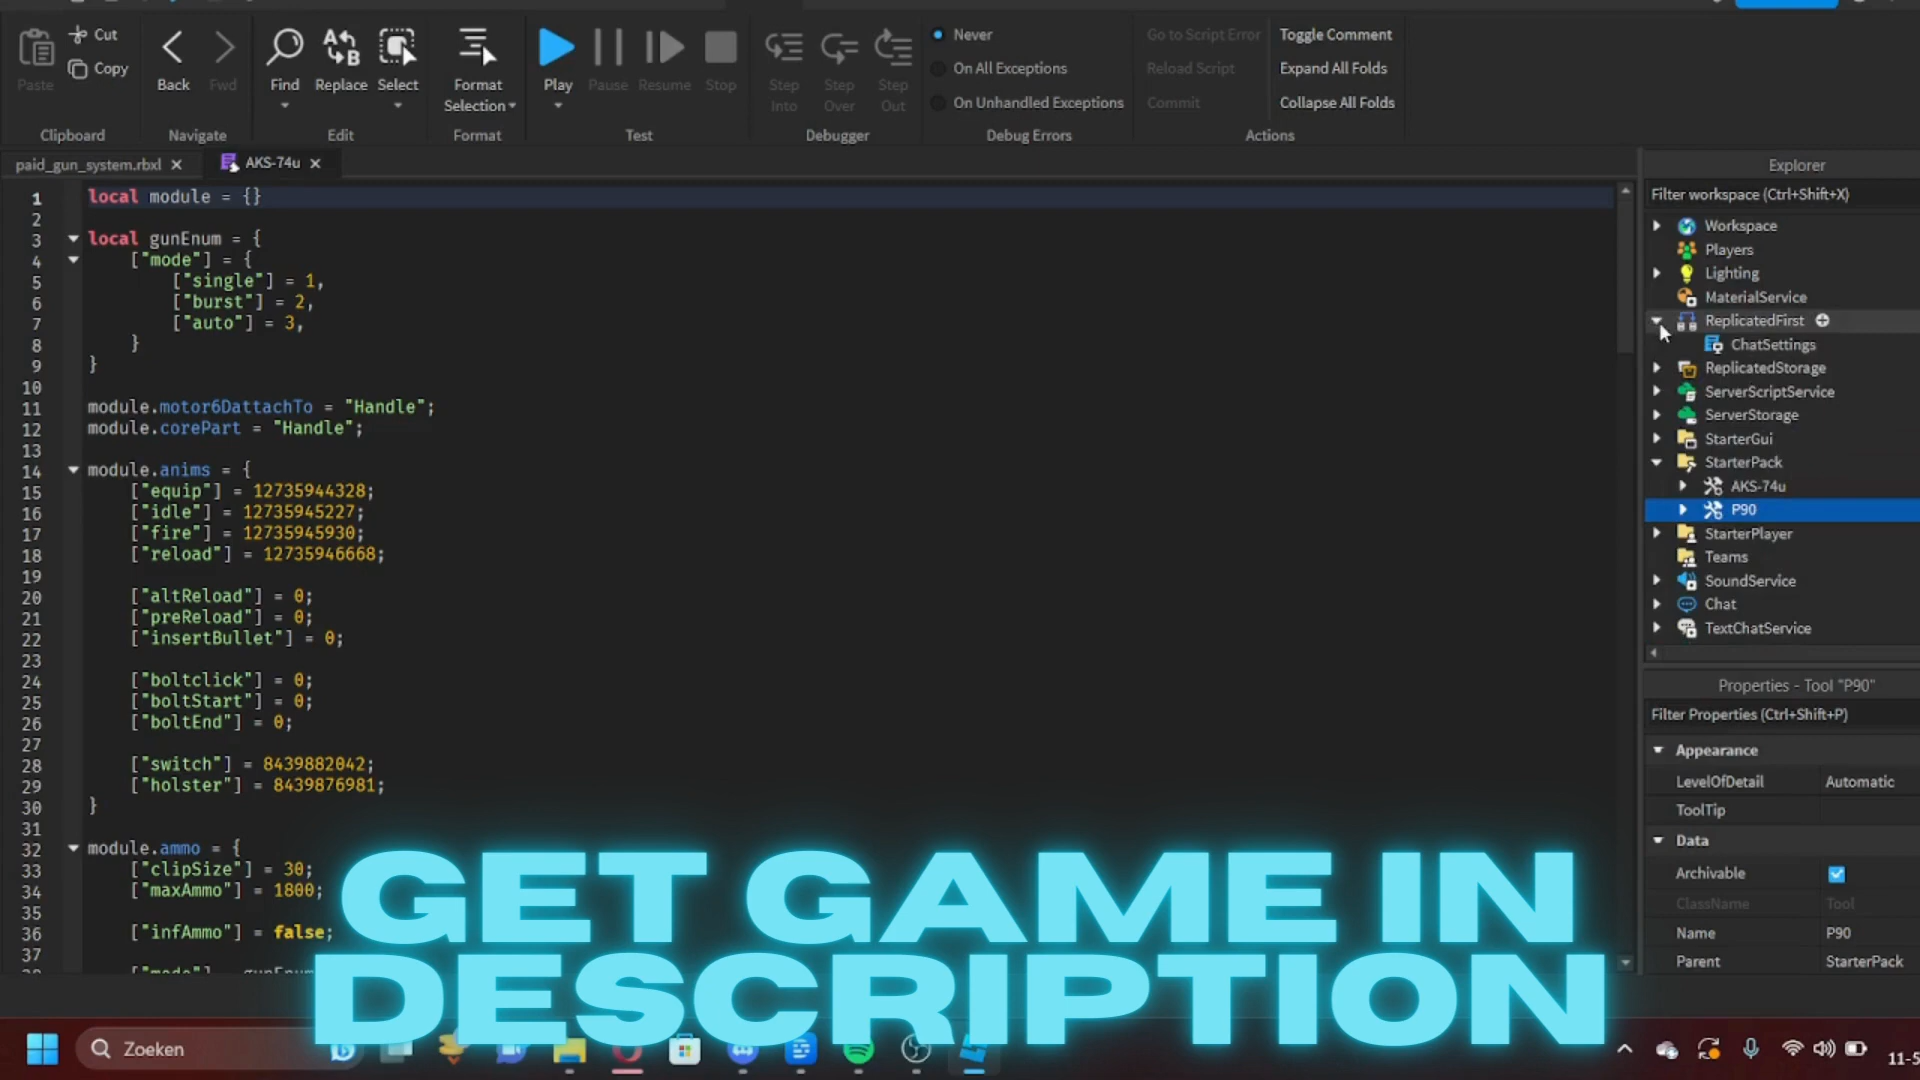 Paste
Cut
Copy
Clipboard
Back
Fwd
Navigate
Find
Replace
Select
Edit
Format
Selection
Format
Play
Pause
Resume
Stop
Test
Step
Into
Step
Over
Step
Out
Debugger
Never
On All Exceptions
On Unhandled Exceptions
Debug Errors
Go to Script Error
Reload Script
Commit
Toggle Comment
Expand All Folds
Collapse All Folds
Actions
paid_gun_system.rbxl
AKS-74u
1 local module = {}
2
3 local gunEnum = {
4 ["mode"] = {
5 ["single"] = 1,
6 ["burst"] = 2,
7 ["auto"] = 3,
8 }
9 }
10
11 module.motor6DattachTo = "Handle";
12 module.corePart = "Handle";
13
14 module.anims = {
15 ["equip"] = 12735944328;
16 ["idle"] = 12735945227;
17 ["fire"] = 12735945930;
18 ["reload"] = 12735946668;
19
20 ["altReload"] = 0;
21 ["preReload"] = 0;
22 ["insertBullet"] = 0;
23
24 ["boltclick"] = 0;
25 ["boltStart"] = 0;
26 ["boltEnd"] = 0;
27
28 ["switch"] = 8439882042;
29 ["holster"] = 8439876981;
30 }
31
32 module.ammo = {
33 ["clipSize"] = 30;
34 ["maxAmmo"] = 1800;
35
36 ["infAmmo"] = false;
37
Explorer
Filter workspace (Ctrl+Shift+X)
Workspace
Players
Lighting
MaterialService
ReplicatedFirst
ChatSettings
ReplicatedStorage
ServerScriptService
ServerStorage
StarterGui
StarterPack
AKS-74u
P90
StarterPlayer
Teams
SoundService
Chat
TextChatService
Properties - Tool "P90"
Filter Properties (Ctrl+Shift+P)
Appearance
LevelOfDetail Automatic
ToolTip
Data
Archivable
ClassName Tool
Name P90
Parent StarterPack
GET GAME IN
DESCRIPTION
Zoeken
11-5